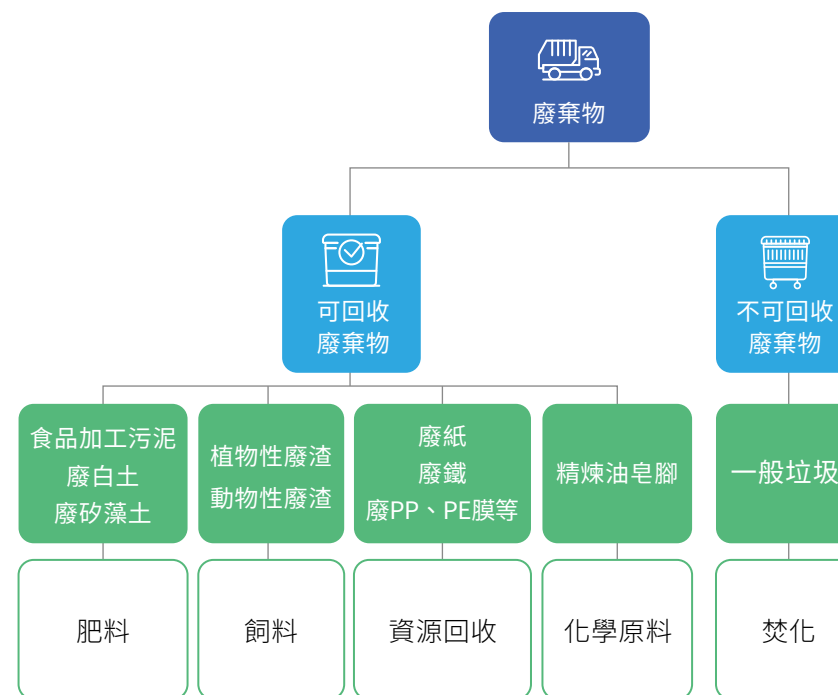 廢棄物
可回收
廢棄物
不可回收
廢棄物
食品加工污泥
廢白土
廢矽藻土
植物性廢渣
動物性廢渣
廢紙
廢鐵
廢PP、PE膜等
精煉油皂腳
一般垃圾
肥料
飼料
資源回收
化學原料
焚化